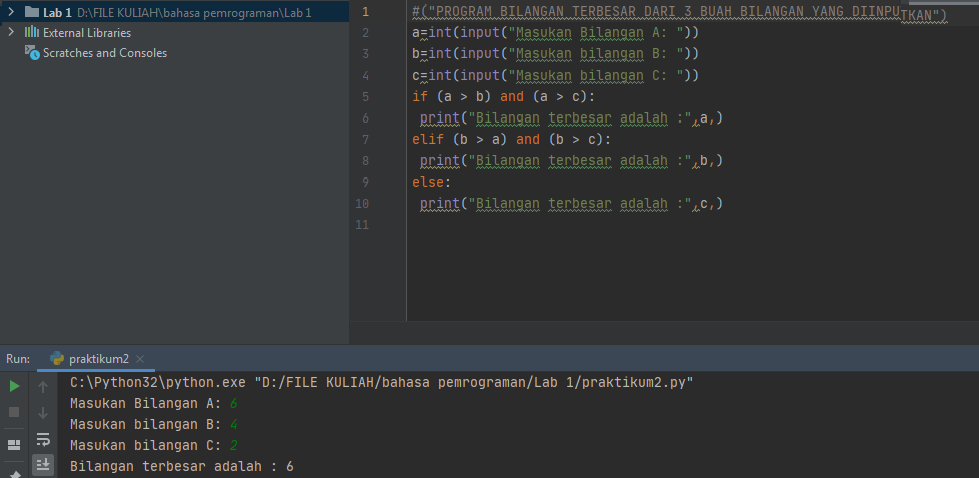 Lab 1 D:\FILE KULIAH\bahasa pemrograman\Lab 1
External Libraries
Scratches and Consoles
1 #("PROGRAM BILANGAN TERBESAR DARI 3 BUAH BILANGAN YANG DIINPUTKAN")
2 a=int(input("Masukan Bilangan A: "))
3 b=int(input("Masukan bilangan B: "))
4 c=int(input("Masukan bilangan C: "))
5 if (a > b) and (a > c):
6  print("Bilangan terbesar adalah :",a,)
7 elif (b > a) and (b > c):
8  print("Bilangan terbesar adalah :",b,)
9 else:
10  print("Bilangan terbesar adalah :",c,)
11
Run: praktikum2
C:\Python32\python.exe "D:/FILE KULIAH/bahasa pemrograman/Lab 1/praktikum2.py"
Masukan Bilangan A: 6
Masukan bilangan B: 4
Masukan bilangan C: 2
Bilangan terbesar adalah : 6